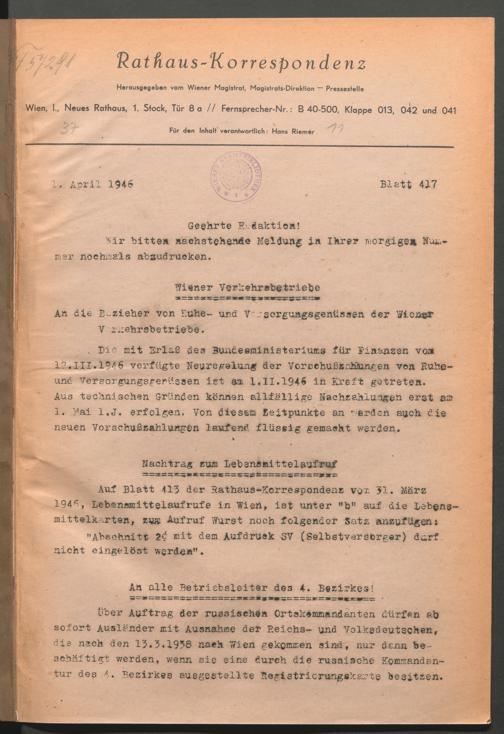 F57291
Rathaus-Korrespondenz
Herausgegeben vom Wiener Magistrat, Magistrats-Direktion — Pressestelle
Wien, I., Neues Rathaus, 1. Stock, Tür 8 a // Fernsprecher-Nr.: B 40-500, Klappe 013, 042 und 041
37
Für den Inhalt verantwortlich: Hans Riemer
11
1. April 1946 Blatt 417
Geehrte Redaktion!
Wir bitten nachstehende Meldung in Ihrer morgigen Num-
mer nochmals abzudrucken.
Wiener Verkehrsbetriebe
An die Bezieher von Ruhe- und Versorgungsgenüssen der Wiener
Verkehrsbetriebe.
Die mit Erlaß des Bundesministeriums für Finanzen vom
12.III.1946 verfügte Neuregelung der Vorschußzahlungen von Ruhe-
und Versorgungsgenüssen ist am 1.II.1946 in Kraft getreten.
Aus technischen Gründen können allfällige Nachzahlungen erst am
1. Mai l.J. erfolgen. Von diesem Zeitpunkte an werden auch die
neuen Vorschußzahlungen laufend flüssig gemacht werden.
Nachtrag zum Lebensmittelaufruf
Auf Blatt 413 der Rathaus-Korrespondenz vom 31. März
1946, Lebensmittelaufrufe in Wien, ist unter "b" auf die Lebens-
mittelkarten, zum Aufruf Wurst noch folgender Satz anzufügen:
"Abschnitt 24 mit dem Aufdruck SV (Selbstversorger) darf
nicht eingelöst werden".
An alle Betriebsleiter des 4. Bezirkes!
Über Auftrag der russischen Ortskommandanten dürfen ab
sofort Ausländer mit Ausnahme der Reichs- und Volksdeutschen,
die nach den 13.3.1938 nach Wien gekommen sind, nur dann be-
schäftigt werden, wenn sie eine durch die russische Kommandan-
tur des 4. Bezirkes ausgestellte Registrierungskarte besitzen.